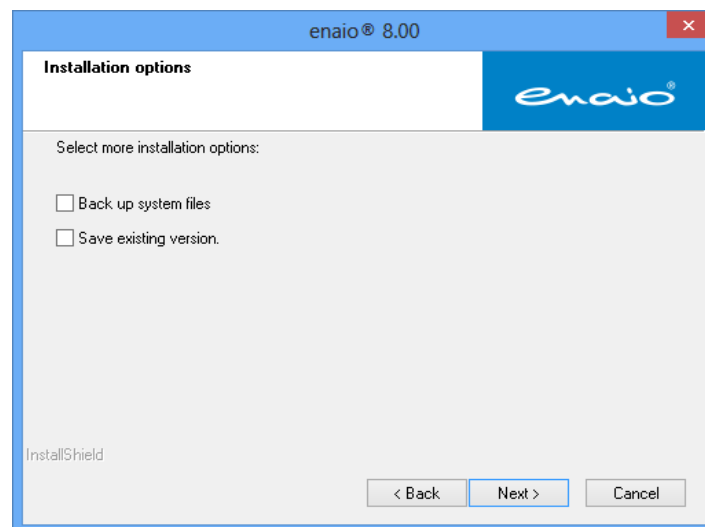 enaio® 8.00
Installation options
enaio®
Select more installation options:
Back up system files
Save existing version.
InstallShield
< Back Next > Cancel